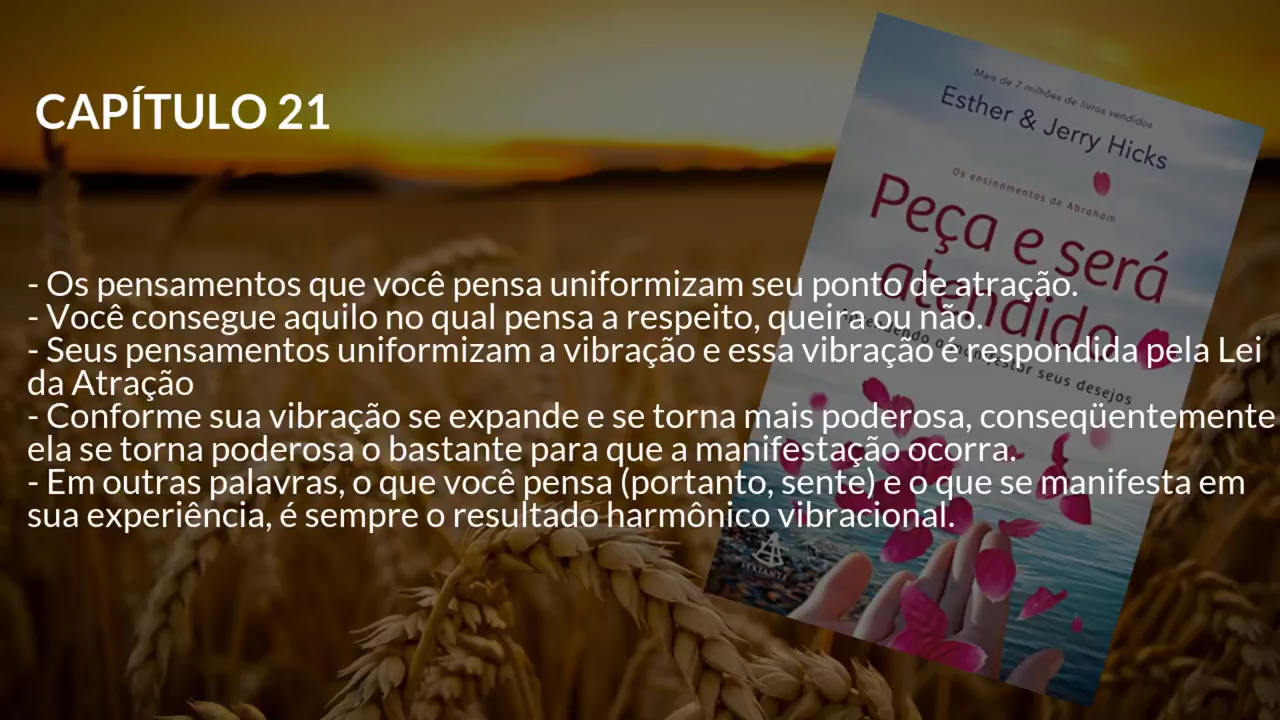 CAPÍTULO 21
Mais de 7 milhões de livros vendidos
Esther & Jerry Hicks
Os ensinamentos de Abraham
Peça e será
atendido
a manifestar seus desejos
SEXTANTE
- Os pensamentos que você pensa uniformizam seu ponto de atração.
- Você consegue aquilo no qual pensa a respeito, queira ou não.
- Seus pensamentos uniformizam a vibração e essa vibração é respondida pela Lei
da Atração
- Conforme sua vibração se expande e se torna mais poderosa, conseqüentemente
ela se torna poderosa o bastante para que a manifestação ocorra.
- Em outras palavras, o que você pensa (portanto, sente) e o que se manifesta em
sua experiência, é sempre o resultado harmônico vibracional.